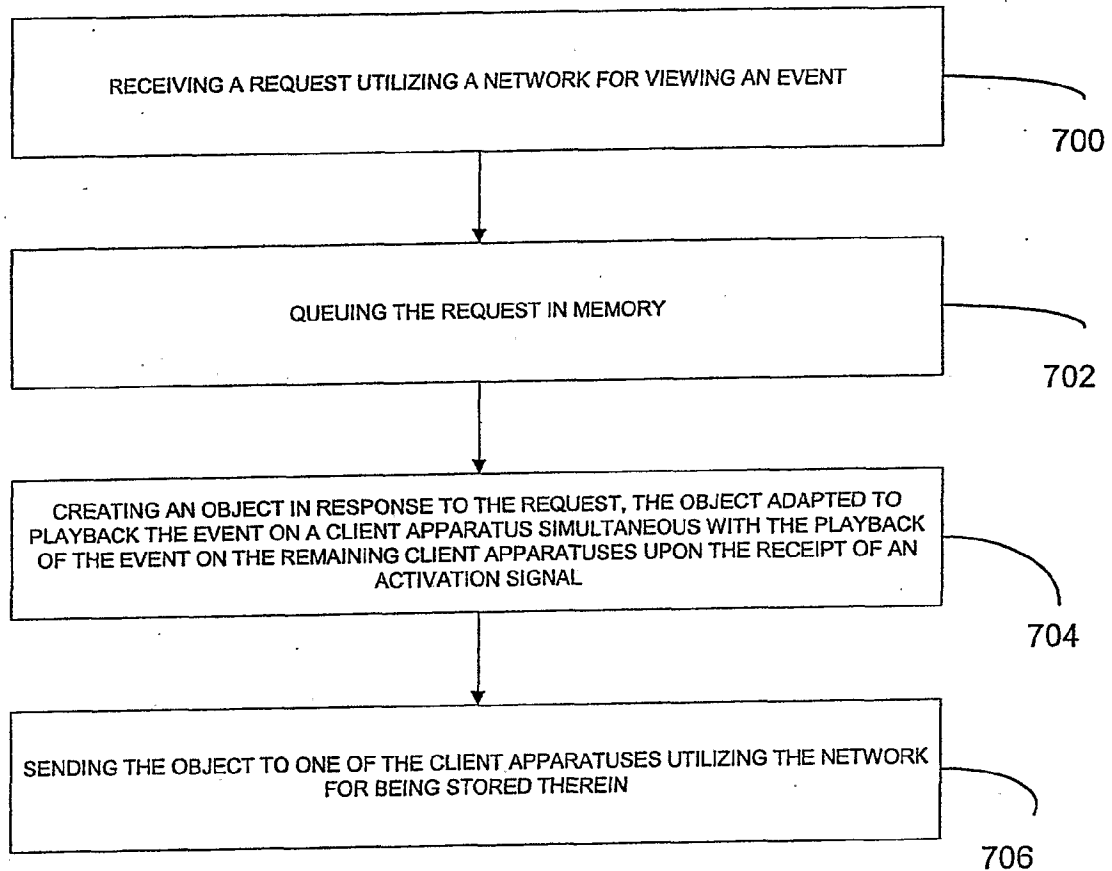 RECEIVING A REQUEST UTILIZING A NETWORK FOR VIEWING AN EVENT
700
QUEUING THE REQUEST IN MEMORY
702
CREATING AN OBJECT IN RESPONSE TO THE REQUEST, THE OBJECT ADAPTED TO
PLAYBACK THE EVENT ON A CLIENT APPARATUS SIMULTANEOUS WITH THE PLAYBACK
OF THE EVENT ON THE REMAINING CLIENT APPARATUSES UPON THE RECEIPT OF AN
ACTIVATION SIGNAL
704
SENDING THE OBJECT TO ONE OF THE CLIENT APPARATUSES UTILIZING THE NETWORK
FOR BEING STORED THEREIN
706